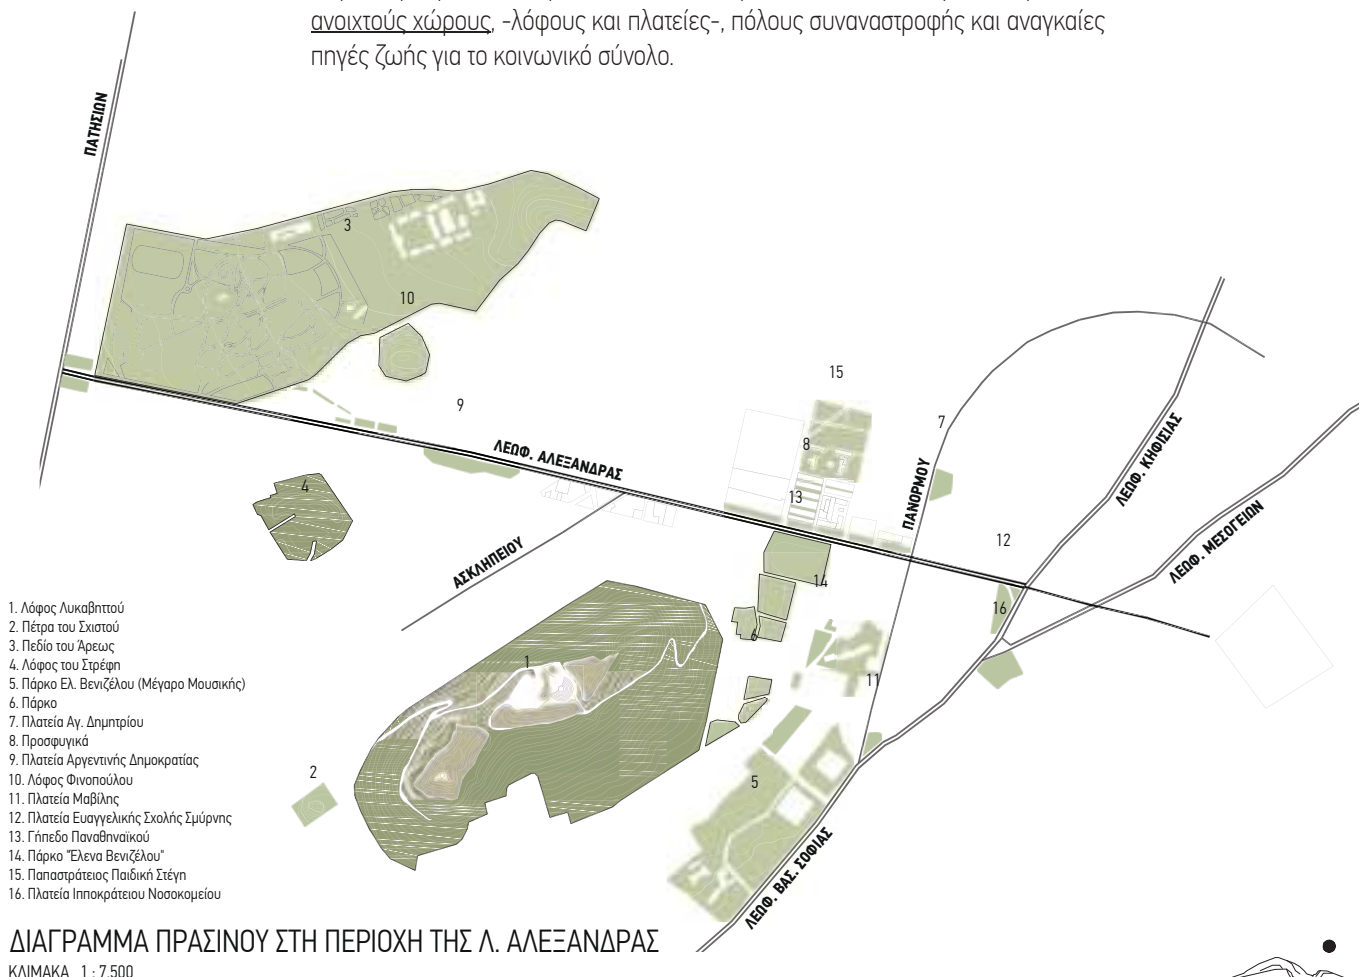 ανοιχτούς χώρους, -λόφους και πλατείες-, πόλους συναναστροφής και αναγκαίες
πηγές ζωής για το κοινωνικό σύνολο.
ΠΑΤΗΣΙΩΝ
3
10
15
9
7
8
ΛΕΩΦ. ΑΛΕΞΑΝΔΡΑΣ
ΛΕΩΦ. ΚΗΦΙΣΙΑΣ
4
13
ΠΑΝΟΡΜΟΥ
ΛΕΩΦ. ΜΕΣΟΓΕΙΩΝ
12
ΑΣΚΛΗΠΕΙΟΥ
14
16
6
1
11
2
5
ΛΕΩΦ. ΒΑΣ. ΣΟΦΙΑΣ
1. Λόφος Λυκαβηττού
2. Πέτρα του Σχιστού
3. Πεδίο του Άρεως
4. Λόφος του Στρέφη
5. Πάρκο Ελ. Βενιζέλου (Μέγαρο Μουσικής)
6. Πάρκο
7. Πλατεία Αγ. Δημητρίου
8. Προσφυγικά
9. Πλατεία Αργεντινής Δημοκρατίας
10. Λόφος Φινοπούλου
11. Πλατεία Μαβίλης
12. Πλατεία Ευαγγελικής Σχολής Σμύρνης
13. Γήπεδο Παναθηναϊκού
14. Πάρκο "Έλενα Βενιζέλου"
15. Παπαστράτειος Παιδική Στέγη
16. Πλατεία Ιπποκράτειου Νοσοκομείου
ΔΙΑΓΡΑΜΜΑ ΠΡΑΣΙΝΟΥ ΣΤΗ ΠΕΡΙΟΧΗ ΤΗΣ Λ. ΑΛΕΞΑΝΔΡΑΣ
ΚΛΙΜΑΚΑ 1 : 7.500